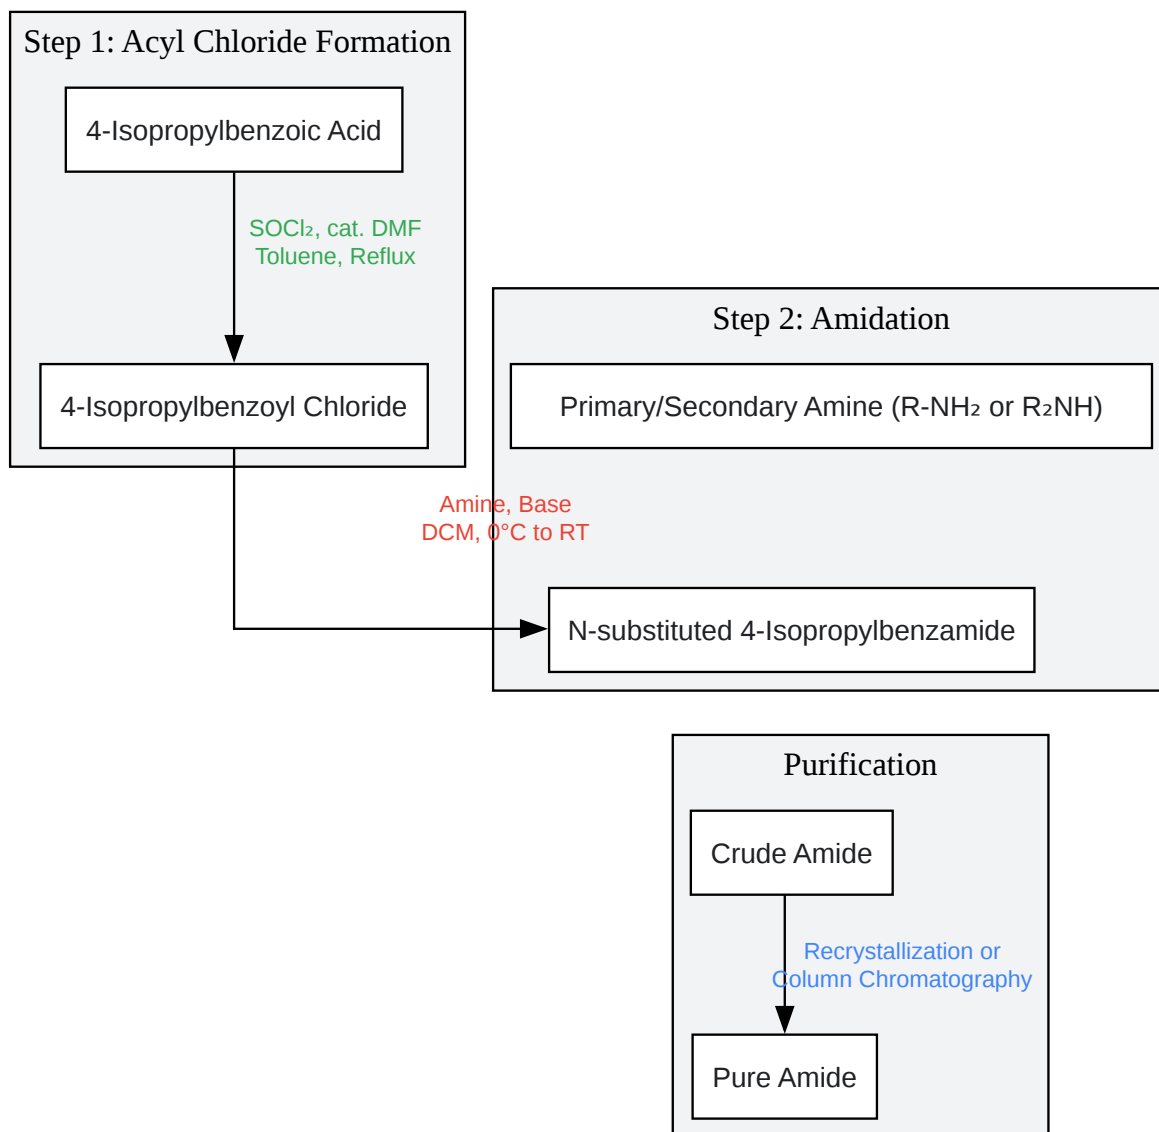 Step 1: Acyl Chloride Formation
4-Isopropylbenzoic Acid
SOCl₂, cat. DMF
Toluene, Reflux
4-Isopropylbenzoyl Chloride
Step 2: Amidation
Primary/Secondary Amine (R-NH₂ or R₂NH)
Amine, Base
DCM, 0°C to RT
N-substituted 4-Isopropylbenzamide
Purification
Crude Amide
Recrystallization or
Column Chromatography
Pure Amide